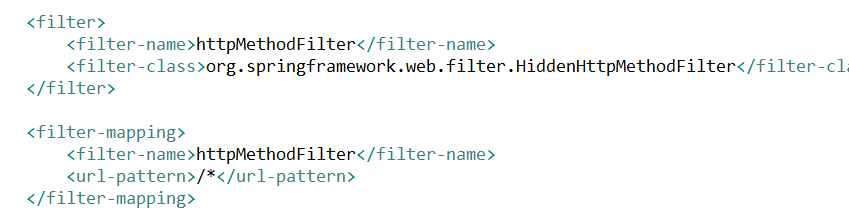 <filter>
<filter-name>httpMethodFilter</filter-name>
<filter-class>org.springframework.web.filter.HiddenHttpMethodFilter</filter-cla
</filter>
<filter-mapping>
<filter-name>httpMethodFilter</filter-name>
<url-pattern>/*</url-pattern>
</filter-mapping>